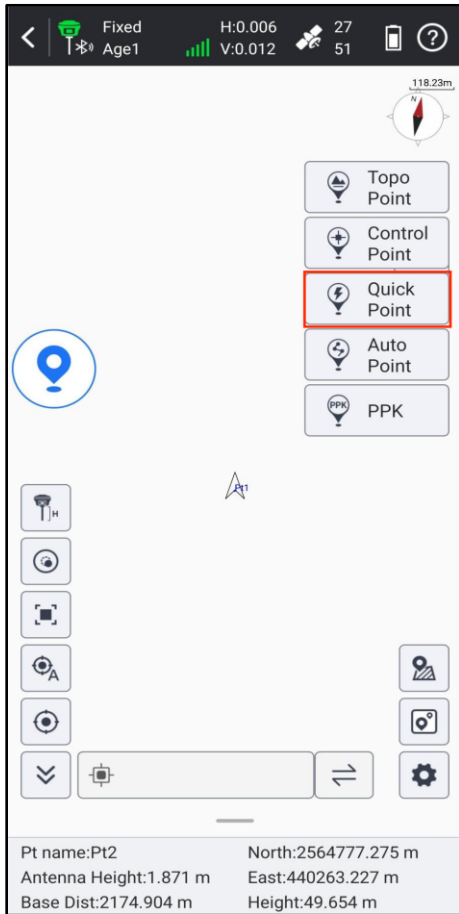 Fixed H:0.006 27
Age1 V:0.012 51
118.23m
N
Topo
Point
Control
Point
Quick
Point
Auto
Point
PPK PPK
Pt1
H
A
Pt name:Pt2 North:2564777.275 m
Antenna Height:1.871 m East:440263.227 m
Base Dist:2174.904 m Height:49.654 m